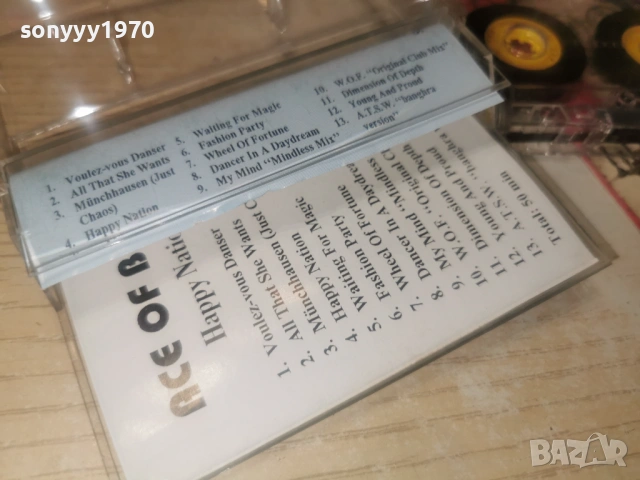 sonyyy1970
1. Voulez-vous Danser
2. All That She Wants
3. Münchhausen (Just
Chaos)
4. Happy Nation
5. Waiting For Magic
6. Fashion Party
7. Wheel Of Fortune
8. Dancer In A Daydream
9. My Mind "Mindless Mix"
10. W.O.F. "Original Club Mix"
11. Dimension Of Depth
12. Young And Proud
13. A.T.S.W. "banghra
version"
ACE OF B
Happy Natio
1. Voulez-vous Danser
2. All That She Wants
3. Münchhausen (Just C
4. Happy Nation
5. Waiting For Magic
6. Fashion Party
7. Wheel Of Fortune
8. Dancer In A Daydrea
9. My Mind "Mindless
10. W.O.F. "Original Cl
11. Dimension Of Depth
12. Young And Proud
13. A.T.S.W. "banghra
Total: 50 min
BAZAR